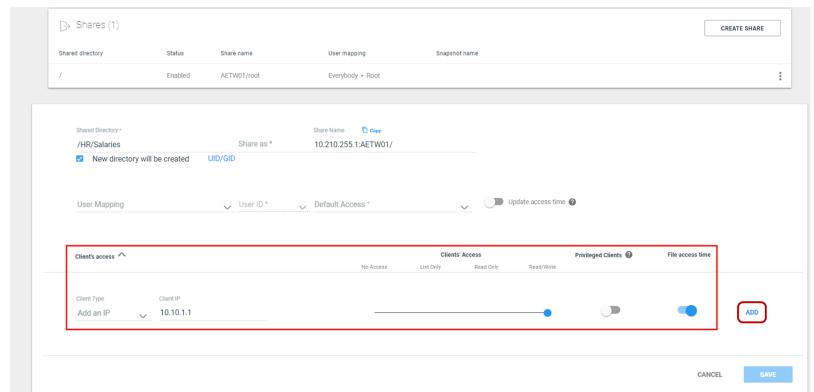 Shares (1)
CREATE SHARE
Shared directory Status Share name User mapping Snapshot name
/ Enabled AETW01/root Everybody + Root
Shared Directory * Share Name Copy
/HR/Salaries Share as * 10.210.255.1:AETW01/
New directory will be created UID/GID
User Mapping User ID * Default Access * Update access time ?
Client's access Clients' Access Privileged Clients ? File access time
No Access List Only Read Only Read/Write
Client Type Client IP
Add an IP 10.10.1.1 ADD
CANCEL SAVE